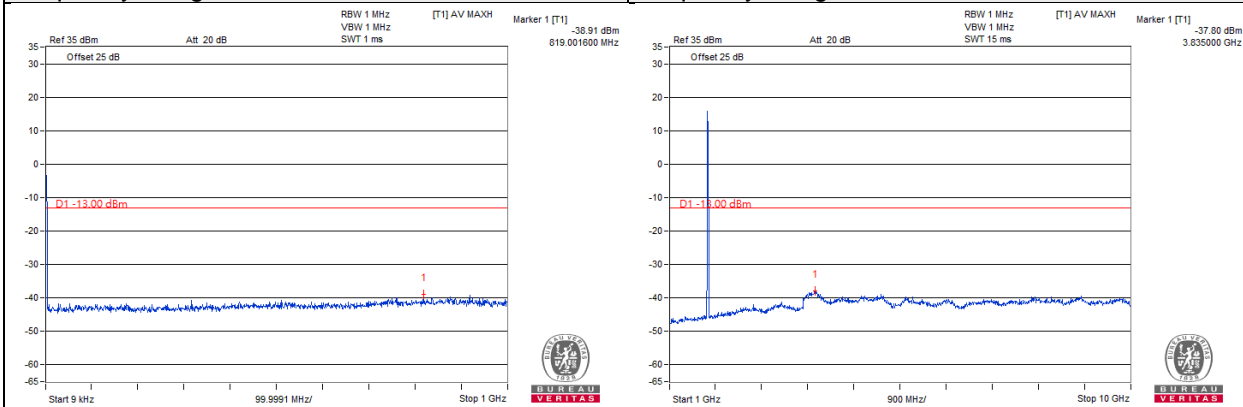 RBW 1 MHz [T1] AV MAXH Marker 1 [T1]
VBW 1 MHz -38.91 dBm
Ref 35 dBm Att 20 dB SWT 1 ms 819.001600 MHz
35
Offset 25 dB
30
20
10
0
-10
D1 -13.00 dBm
-20
-30
1
-40
-50
-60
-65
Start 9 kHz 99.9991 MHz/ Stop 1 GHz
BUREAU VERITAS
1828
BUREAU
VERITAS
RBW 1 MHz [T1] AV MAXH Marker 1 [T1]
VBW 1 MHz -37.80 dBm
Ref 35 dBm Att 20 dB SWT 15 ms 3.835000 GHz
35
Offset 25 dB
30
20
10
0
-10
D1 -13.00 dBm
-20
-30
1
-40
-50
-60
-65
Start 1 GHz 900 MHz/ Stop 10 GHz
BUREAU VERITAS
1828
BUREAU
VERITAS